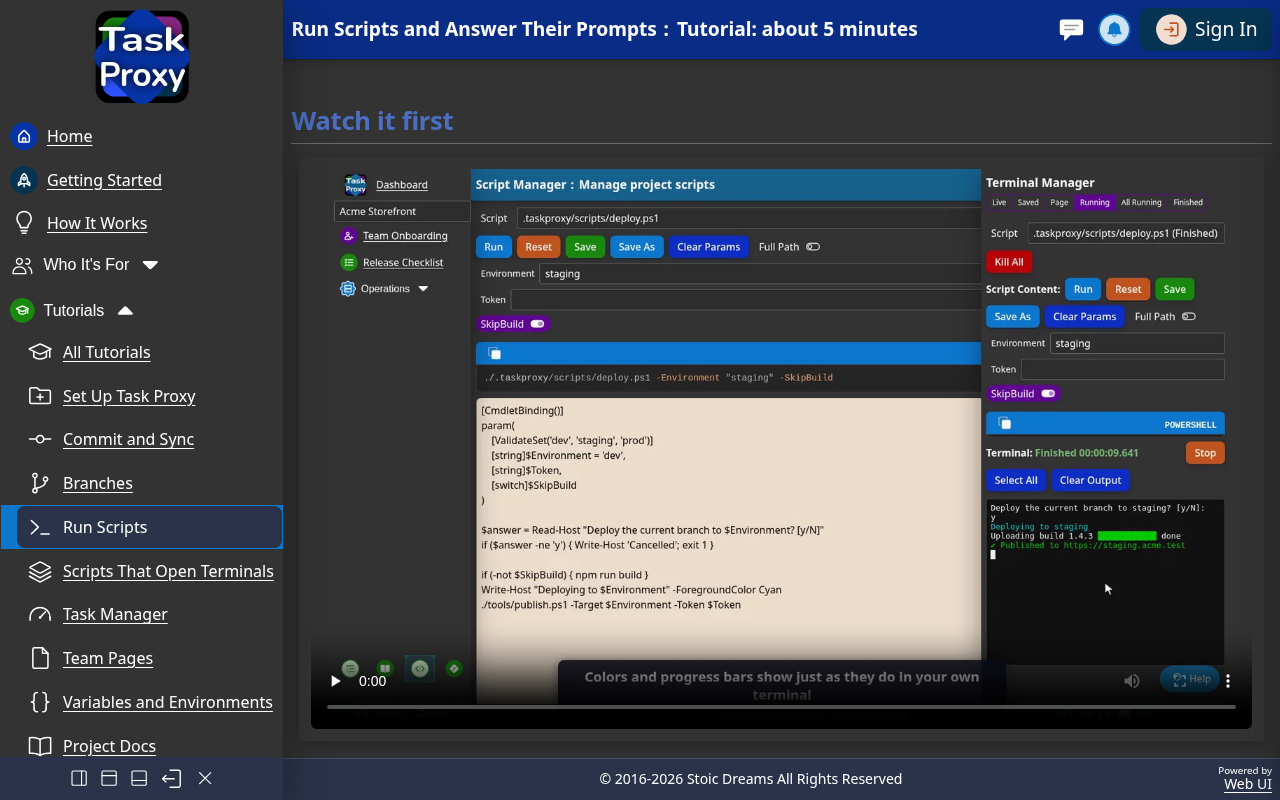 Task
Proxy
Home
Getting Started
How It Works
Who It's For
Tutorials
All Tutorials
Set Up Task Proxy
Commit and Sync
Branches
Run Scripts
Scripts That Open Terminals
Task Manager
Team Pages
Variables and Environments
Project Docs
Run Scripts and Answer Their Prompts : Tutorial: about 5 minutes
Sign In
Watch it first
Task
Proxy
Dashboard
Acme Storefront
Team Onboarding
Release Checklist
Operations
Script Manager : Manage project scripts
Script .taskproxy/scripts/deploy.ps1
Run Reset Save Save As Clear Params Full Path
Environment staging
Token
SkipBuild
./.taskproxy/scripts/deploy.ps1 -Environment "staging" -SkipBuild
[CmdletBinding()]
param(
[ValidateSet('dev', 'staging', 'prod')]
[string]$Environment = 'dev',
[string]$Token,
[switch]$SkipBuild
)
$answer = Read-Host "Deploy the current branch to $Environment? [y/N]"
if ($answer -ne 'y') { Write-Host 'Cancelled'; exit 1 }
if (-not $SkipBuild) { npm run build }
Write-Host "Deploying to $Environment" -ForegroundColor Cyan
./tools/publish.ps1 -Target $Environment -Token $Token
Terminal Manager
Live Saved Page Running All Running Finished
Script .taskproxy/scripts/deploy.ps1 (Finished)
Kill All
Script Content: Run Reset Save
Save As Clear Params Full Path
Environment staging
Token
SkipBuild
POWERSHELL
Terminal: Finished 00:00:09.641 Stop
Select All Clear Output
Deploy the current branch to staging? [y/N]:
y
Deploying to staging
Uploading build 1.4.3 done
✓ Published to https://staging.acme.test
Colors and progress bars show just as they do in your own
terminal
Help
0:00
© 2016-2026 Stoic Dreams All Rights Reserved
Powered by
Web UI